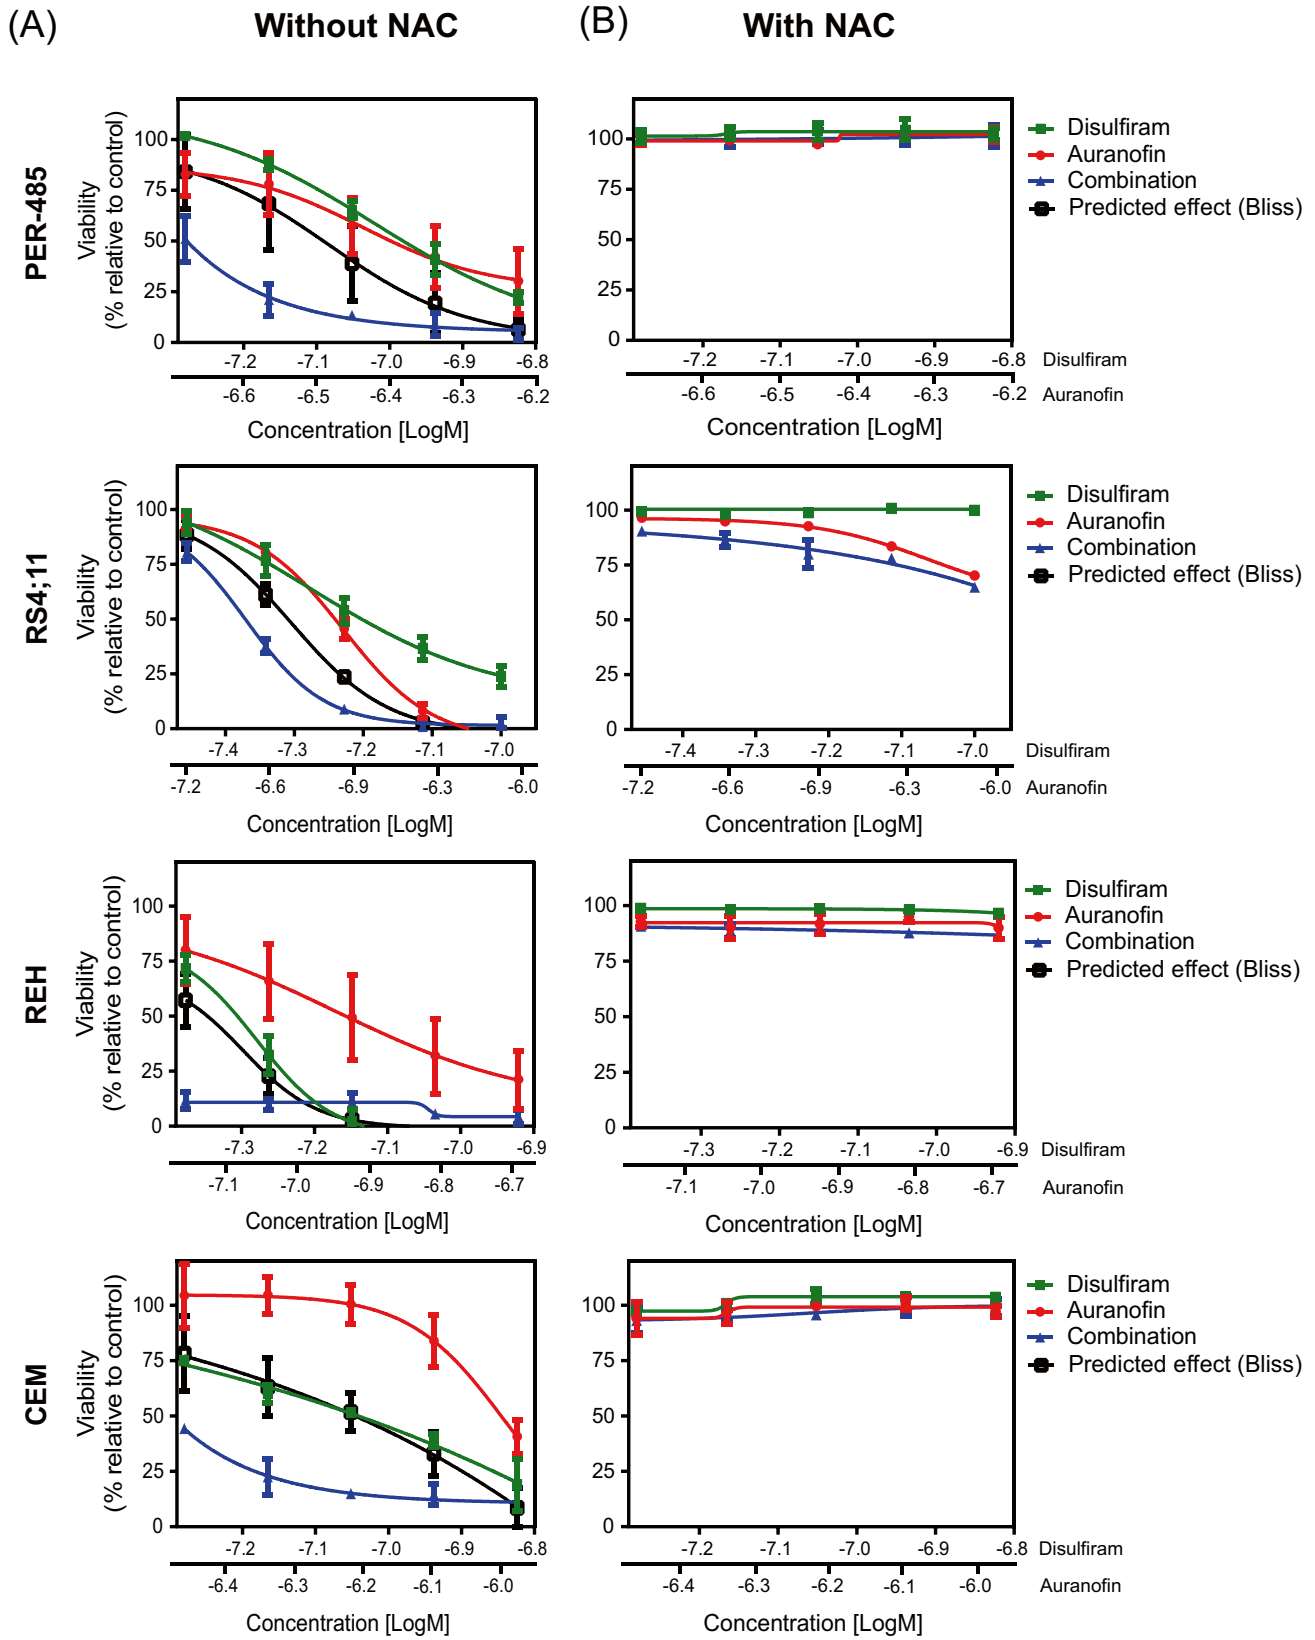 (A) Without NAC (B) With NAC
PER-485
Viability
(% relative to control)
100
75
50
25
0
-7.2 -7.1 -7.0 -6.9 -6.8
-6.6 -6.5 -6.4 -6.3 -6.2
Concentration [LogM]
100
75
50
25
0
-7.2 -7.1 -7.0 -6.9 -6.8 Disulfiram
-6.6 -6.5 -6.4 -6.3 -6.2 Auranofin
Concentration [LogM]
Disulfiram
Auranofin
Combination
Predicted effect (Bliss)
RS4;11
Viability
(% relative to control)
100
75
50
25
0
-7.4 -7.3 -7.2 -7.1 -7.0
-7.2 -6.6 -6.9 -6.3 -6.0
Concentration [LogM]
100
75
50
25
0
-7.4 -7.3 -7.2 -7.1 -7.0 Disulfiram
-7.2 -6.6 -6.9 -6.3 -6.0 Auranofin
Concentration [LogM]
Disulfiram
Auranofin
Combination
Predicted effect (Bliss)
REH
Viability
(% relative to control)
100
75
50
25
0
-7.3 -7.2 -7.1 -7.0 -6.9
-7.1 -7.0 -6.9 -6.8 -6.7
Concentration [LogM]
100
75
50
25
0
-7.3 -7.2 -7.1 -7.0 -6.9 Disulfiram
-7.1 -7.0 -6.9 -6.8 -6.7 Auranofin
Concentration [LogM]
Disulfiram
Auranofin
Combination
Predicted effect (Bliss)
CEM
Viability
(% relative to control)
100
75
50
25
0
-7.2 -7.1 -7.0 -6.9 -6.8
-6.4 -6.3 -6.2 -6.1 -6.0
Concentration [LogM]
100
75
50
25
0
-7.2 -7.1 -7.0 -6.9 -6.8 Disulfiram
-6.4 -6.3 -6.2 -6.1 -6.0 Auranofin
Concentration [LogM]
Disulfiram
Auranofin
Combination
Predicted effect (Bliss)